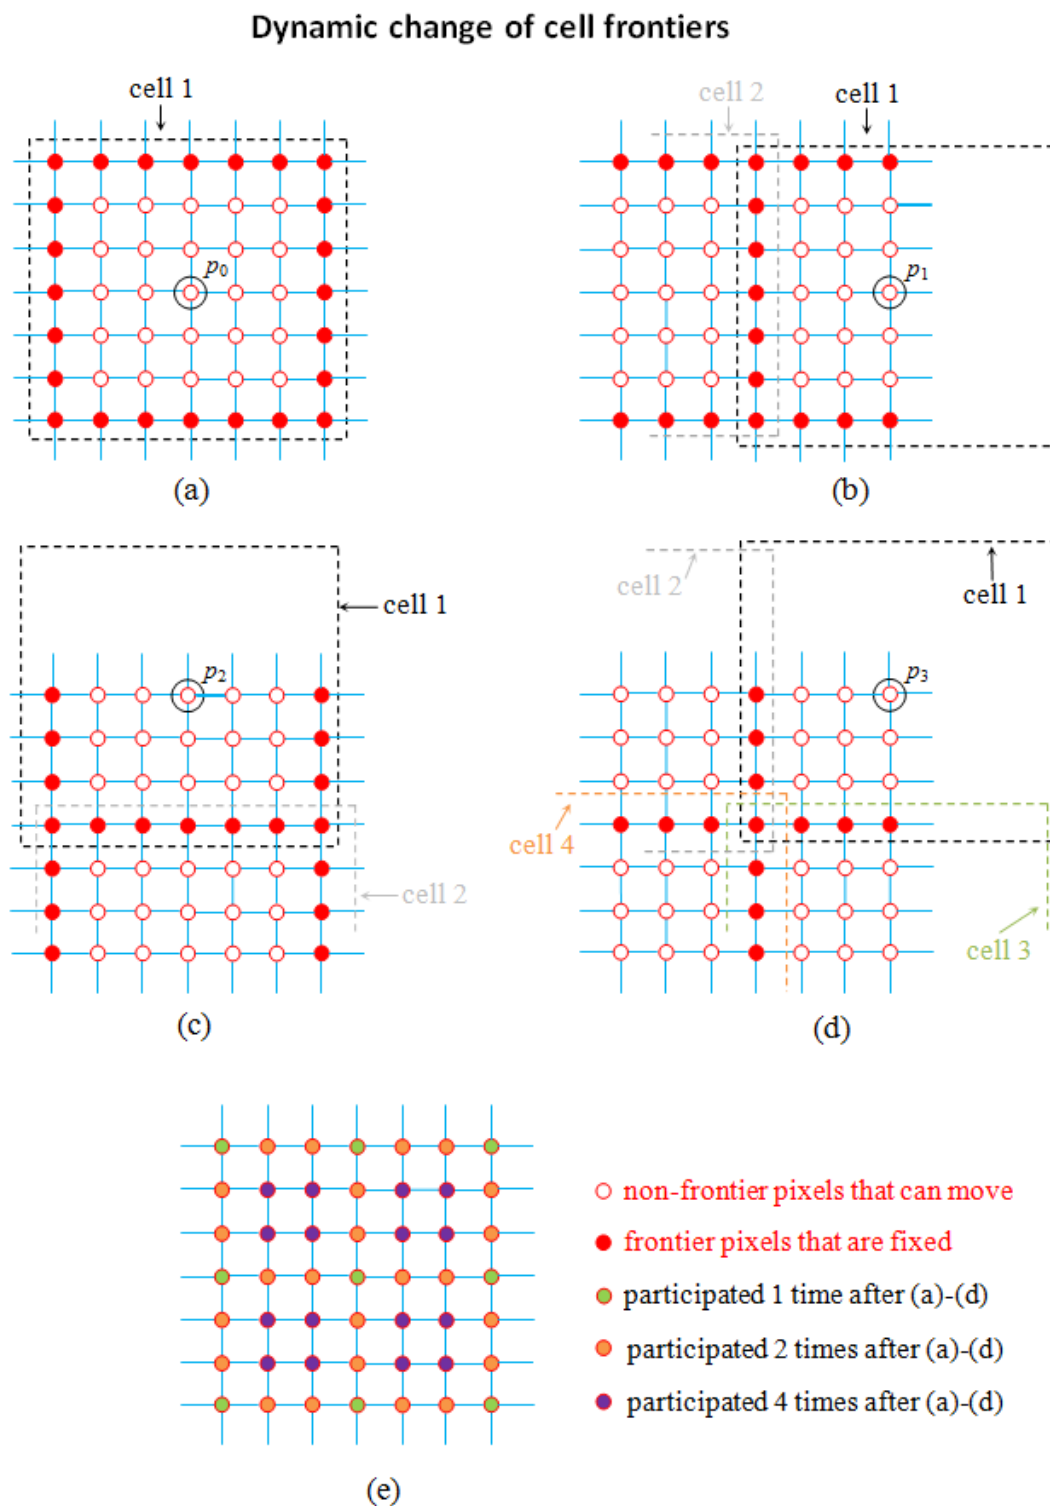 Dynamic change of cell frontiers
cell 1
p0
(a)
cell 2
cell 1
p1
(b)
cell 1
p2
cell 2
(c)
cell 2
cell 1
p3
cell 4
cell 3
(d)
non-frontier pixels that can move
frontier pixels that are fixed
participated 1 time after (a)-(d)
participated 2 times after (a)-(d)
participated 4 times after (a)-(d)
(e)